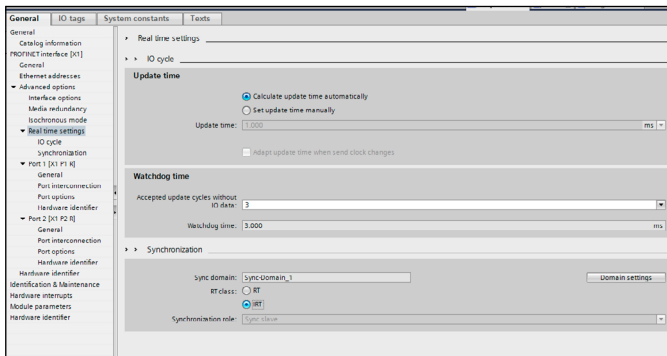 General IO tags System constants Texts
General
Catalog information
PROFINET interface [X1]
General
Ethernet addresses
Advanced options
Interface options
Media redundancy
Isochronous mode
Real time settings
IO cycle
Synchronization
Port 1 [X1 P1 R]
General
Port interconnection
Port options
Hardware identifier
Port 2 [X1 P2 R]
General
Port interconnection
Port options
Hardware identifier
Hardware identifier
Identification & Maintenance
Hardware interrupts
Module parameters
Hardware identifier
Real time settings
IO cycle
Update time
Calculate update time automatically
Set update time manually
Update time: 1.000 ms
Adapt update time when send clock changes
Watchdog time
Accepted update cycles without
IO data: 3
Watchdog time: 3.000 ms
Synchronization
Sync domain: Sync-Domain_1 Domain settings
RT class: RT
IRT
Synchronization role: Sync slave